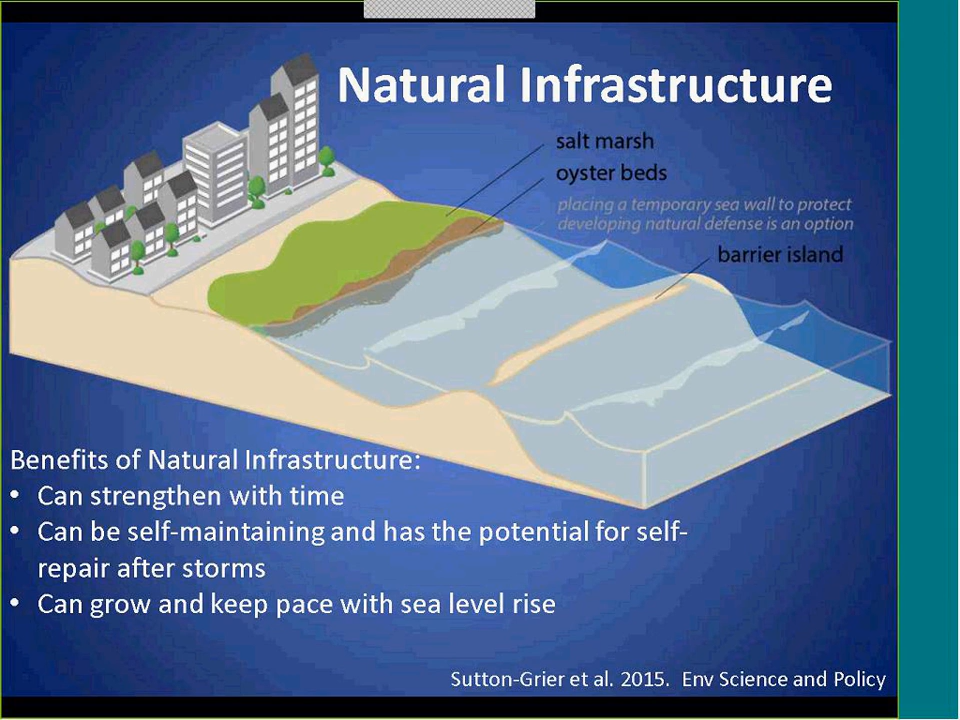 Natural Infrastructure
salt marsh
oyster beds
placing a temporary sea wall to protect
developing natural defense is an option
barrier island
Benefits of Natural Infrastructure:
• Can strengthen with time
• Can be self-maintaining and has the potential for self-
repair after storms
• Can grow and keep pace with sea level rise
Sutton-Grier et al. 2015. Env Science and Policy